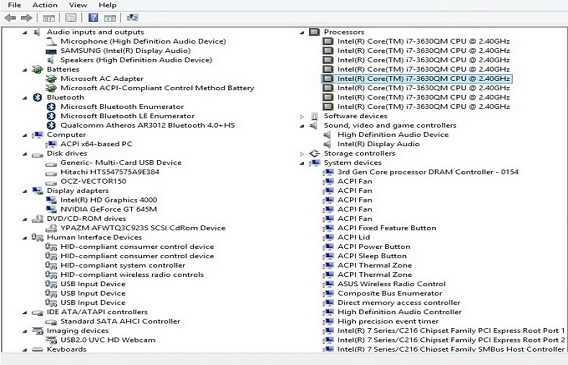 File Action View Help
Audio inputs and outputs
Microphone (High Definition Audio Device)
SAMSUNG (Intel(R) Display Audio)
Speakers (High Definition Audio Device)
Batteries
Microsoft AC Adapter
Microsoft ACPI-Compliant Control Method Battery
Bluetooth
Microsoft Bluetooth Enumerator
Microsoft Bluetooth LE Enumerator
Qualcomm Atheros AR3012 Bluetooth 4.0+HS
Computer
ACPI x64-based PC
Disk drives
Generic- Multi-Card USB Device
Hitachi HTS547575A9E384
OCZ-VECTOR150
Display adapters
Intel(R) HD Graphics 4000
NVIDIA GeForce GT 645M
DVD/CD-ROM drives
YPAZM AFWTQ3C923S SCSI CdRom Device
Human Interface Devices
HID-compliant consumer control device
HID-compliant consumer control device
HID-compliant system controller
HID-compliant wireless radio controls
USB Input Device
USB Input Device
USB Input Device
IDE ATA/ATAPI controllers
Standard SATA AHCI Controller
Imaging devices
USB2.0 UVC HD Webcam
Keyboards
Processors
Intel(R) Core(TM) i7-3630QM CPU @ 2.40GHz
Intel(R) Core(TM) i7-3630QM CPU @ 2.40GHz
Intel(R) Core(TM) i7-3630QM CPU @ 2.40GHz
Intel(R) Core(TM) i7-3630QM CPU @ 2.40GHz
Intel(R) Core(TM) i7-3630QM CPU @ 2.40GHz
Intel(R) Core(TM) i7-3630QM CPU @ 2.40GHz
Intel(R) Core(TM) i7-3630QM CPU @ 2.40GHz
Intel(R) Core(TM) i7-3630QM CPU @ 2.40GHz
Software devices
Sound, video and game controllers
High Definition Audio Device
Intel(R) Display Audio
Storage controllers
System devices
3rd Gen Core processor DRAM Controller - 0154
ACPI Fan
ACPI Fan
ACPI Fan
ACPI Fan
ACPI Fan
ACPI Fixed Feature Button
ACPI Lid
ACPI Power Button
ACPI Sleep Button
ACPI Thermal Zone
ACPI Thermal Zone
ASUS Wireless Radio Control
Composite Bus Enumerator
Direct memory access controller
High Definition Audio Controller
High precision event timer
Intel(R) 7 Series/C216 Chipset Family PCI Express Root Port 1
Intel(R) 7 Series/C216 Chipset Family PCI Express Root Port 2
Intel(R) 7 Series/C216 Chipset Family SMBus Host Controller